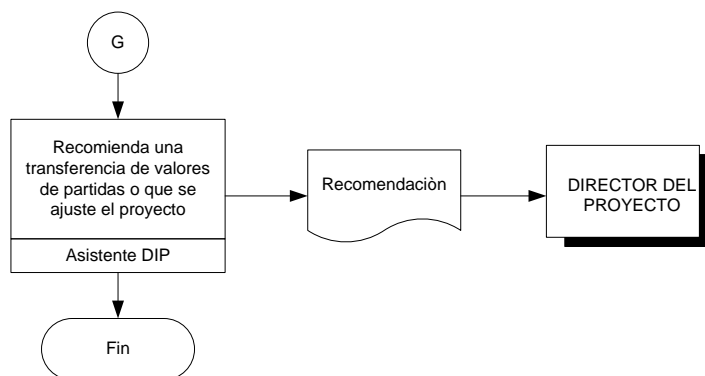 G
Recomienda una
transferencia de valores
de partidas o que se
ajuste el proyecto
Asistente DIP
Recomendaciòn
DIRECTOR DEL
PROYECTO
Fin